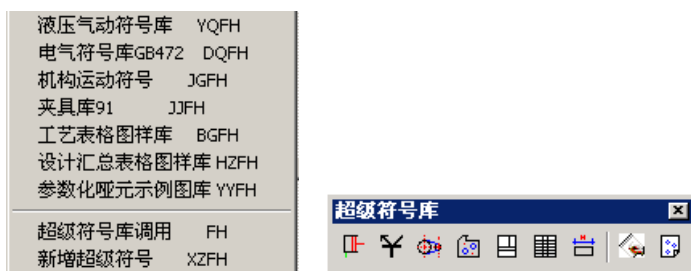 液压气动符号库 YQFH
电气符号库GB472 DQFH
机构运动符号 JGFH
夹具库91 JJFH
工艺表格图样库 BGFH
设计汇总表格图样库 HZFH
参数化哑元示例图库 YYFH
超级符号库调用 FH
新增超级符号 XZFH
超级符号库